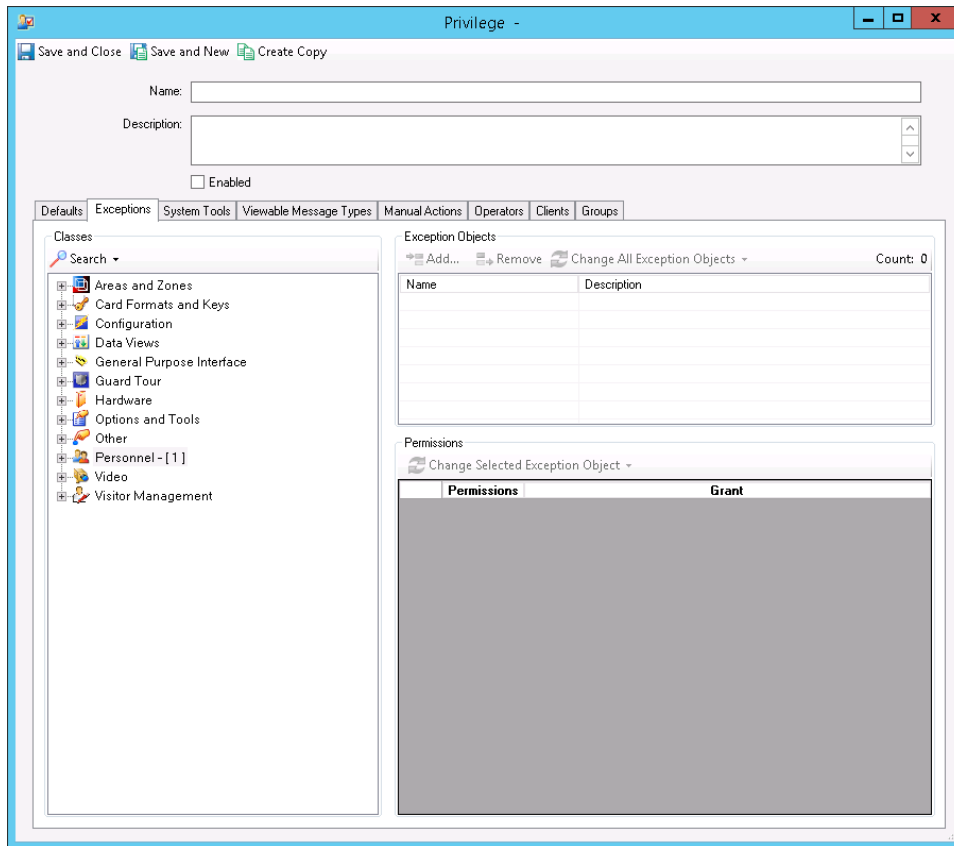 Privilege -
x
Save and Close Save and New Create Copy
Name:
Description:
Enabled
Defaults Exceptions System Tools Viewable Message Types Manual Actions Operators Clients Groups
Classes
Search
Areas and Zones
Card Formats and Keys
Configuration
Data Views
General Purpose Interface
Guard Tour
Hardware
Options and Tools
Other
Personnel - [ 1 ]
Video
Visitor Management
Exception Objects
Add... Remove Change All Exception Objects Count: 0
Name Description
Permissions
Change Selected Exception Object
Permissions Grant